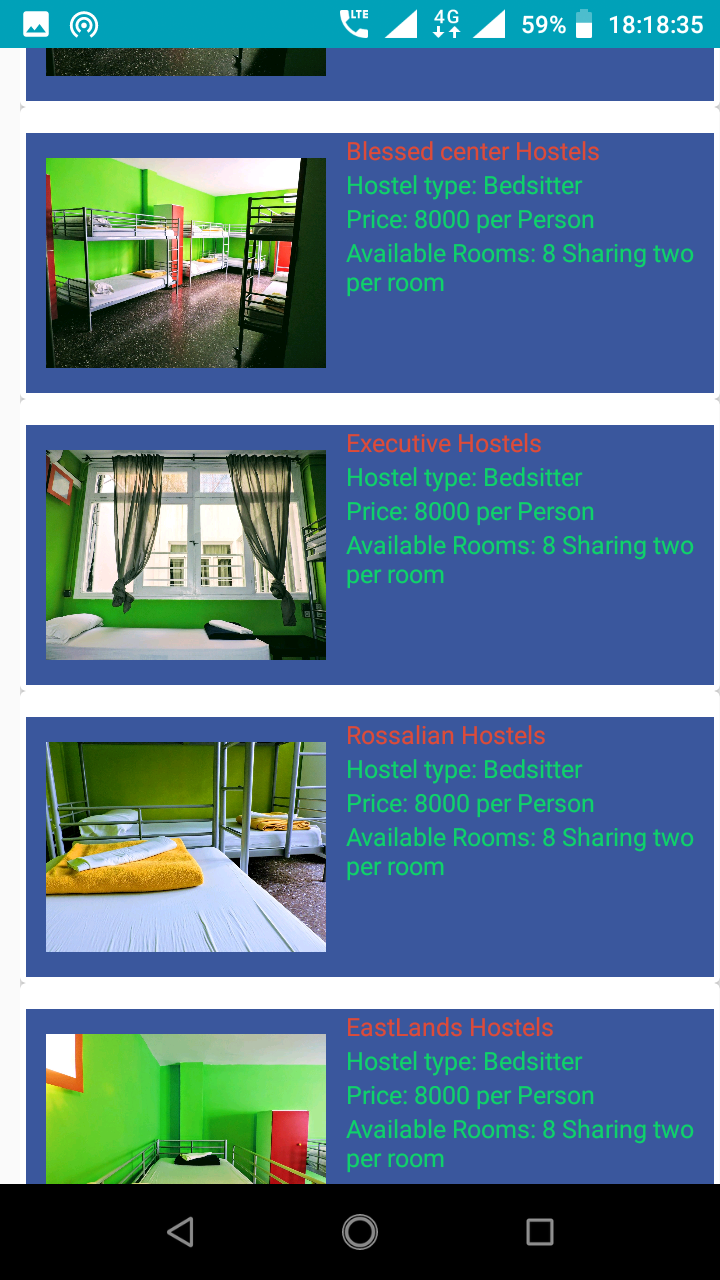 LTE 4G 59% 18:18:35
Blessed center Hostels
Hostel type: Bedsitter
Price: 8000 per Person
Available Rooms: 8 Sharing two
per room
Executive Hostels
Hostel type: Bedsitter
Price: 8000 per Person
Available Rooms: 8 Sharing two
per room
Rossalian Hostels
Hostel type: Bedsitter
Price: 8000 per Person
Available Rooms: 8 Sharing two
per room
EastLands Hostels
Hostel type: Bedsitter
Price: 8000 per Person
Available Rooms: 8 Sharing two
per room